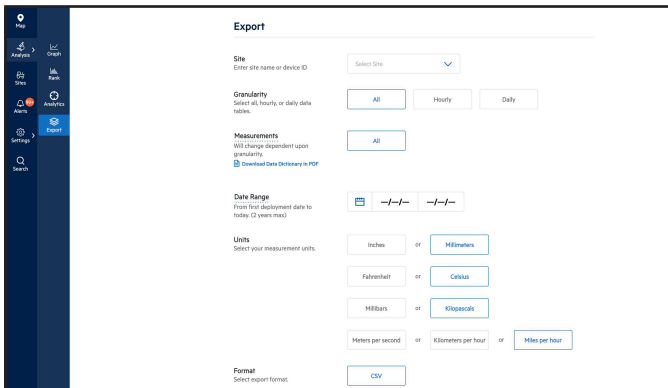 Map
Analysis
Sites
Alerts
Settings
Search
Graph
Rank
Analytics
Export
Export
Site
Enter site name or device ID
Select Site
Granularity
Select all, hourly, or daily data
tables.
All
Hourly
Daily
Measurements
Will change dependent upon
granularity.
Download Data Dictionary in PDF
All
Date Range
From first deployment date to
today. (2 years max)
—/—/— —/—/—
Units
Select your measurement units.
Inches or Millimeters
Fahrenheit or Celsius
Millibars or Kilopascals
Meters per second or Kilometers per hour or Miles per hour
Format
Select export format.
CSV